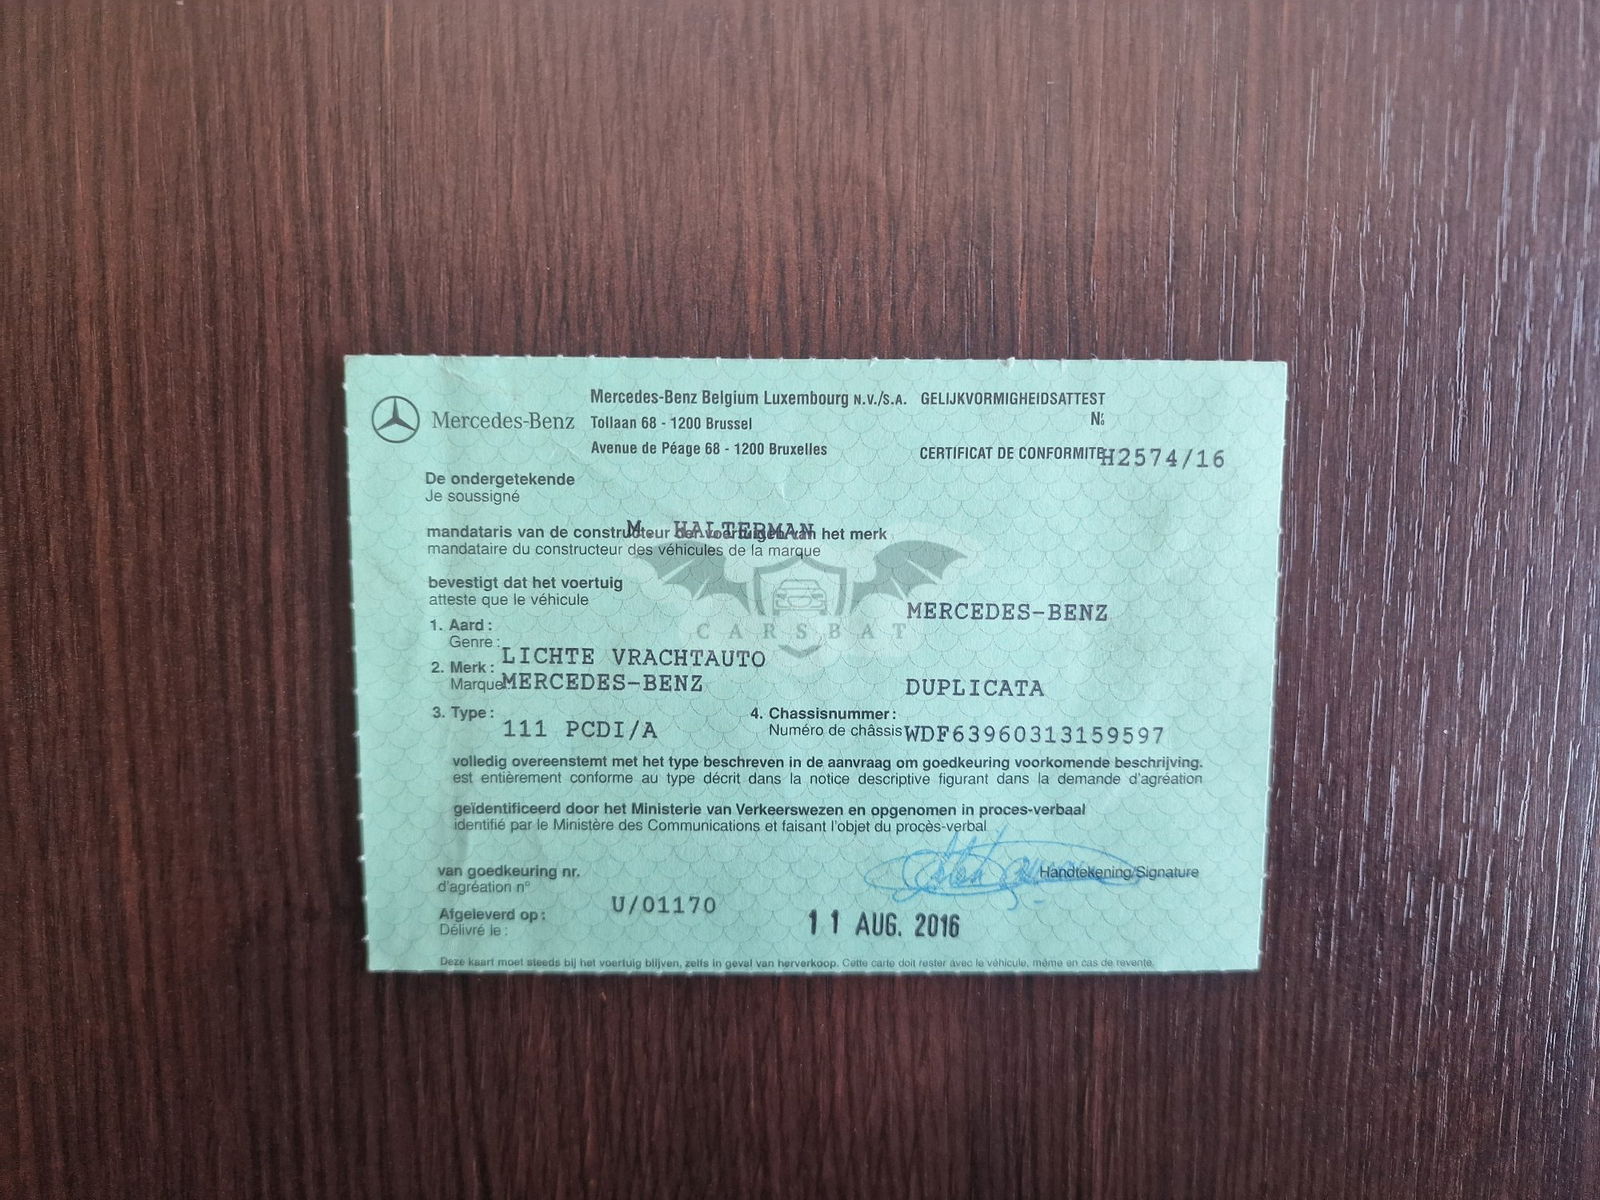 Mercedes-Benz
Mercedes-Benz Belgium Luxembourg N.V./S.A.
Tollaan 68 - 1200 Brussel
Avenue de Péage 68 - 1200 Bruxelles
GELIJKVORMIGHEIDSATTEST
N°:
CERTIFICAT DE CONFORMITE H2574/16
De ondergetekende
Je soussigné
M. HALTERMAN
mandataris van de constructeur der voertuigen van het merk
mandataire du constructeur des véhicules de la marque
bevestigt dat het voertuig
atteste que le véhicule
MERCEDES-BENZ
CARSBAT
1. Aard :
Genre :
LICHTE VRACHTAUTO
2. Merk :
Marque MERCEDES-BENZ
DUPLICATA
3. Type :
111 PCDI/A
4. Chassisnummer :
Numéro de châssis WDF63960313159597
volledig overeenstemt met het type beschreven in de aanvraag om goedkeuring voorkomende beschrijving.
est entièrement conforme au type décrit dans la notice descriptive figurant dans la demande d'agréation
geïdentificeerd door het Ministerie van Verkeerswezen en opgenomen in proces-verbaal
identifié par le Ministère des Communications et faisant l'objet du procès-verbal
van goedkeuring nr.
d'agréation n°
U/01170
Handtekening/Signature
Afgeleverd op :
Délivré le :
11 AUG. 2016
Deze kaart moet steeds bij het voertuig blijven, zelfs in geval van herverkoop. Cette carte doit rester avec le véhicule, même en cas de revente.